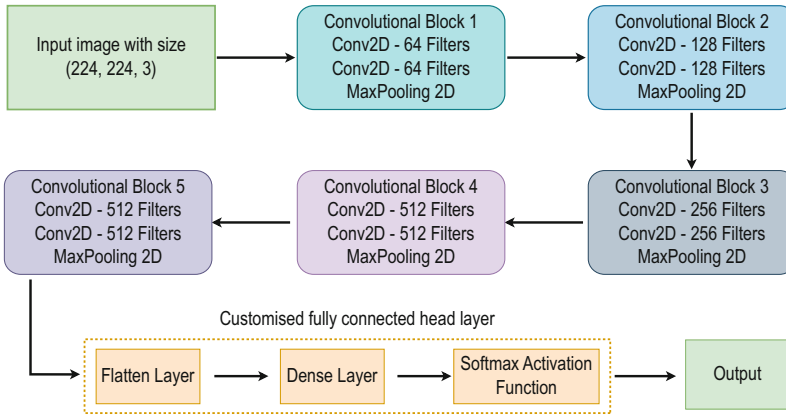 Input image with size
(224, 224, 3)
Convolutional Block 1
Conv2D - 64 Filters
Conv2D - 64 Filters
MaxPooling 2D
Convolutional Block 2
Conv2D - 128 Filters
Conv2D - 128 Filters
MaxPooling 2D
Convolutional Block 3
Conv2D - 256 Filters
Conv2D - 256 Filters
MaxPooling 2D
Convolutional Block 4
Conv2D - 512 Filters
Conv2D - 512 Filters
MaxPooling 2D
Convolutional Block 5
Conv2D - 512 Filters
Conv2D - 512 Filters
MaxPooling 2D
Customised fully connected head layer
Flatten Layer
Dense Layer
Softmax Activation
Function
Output